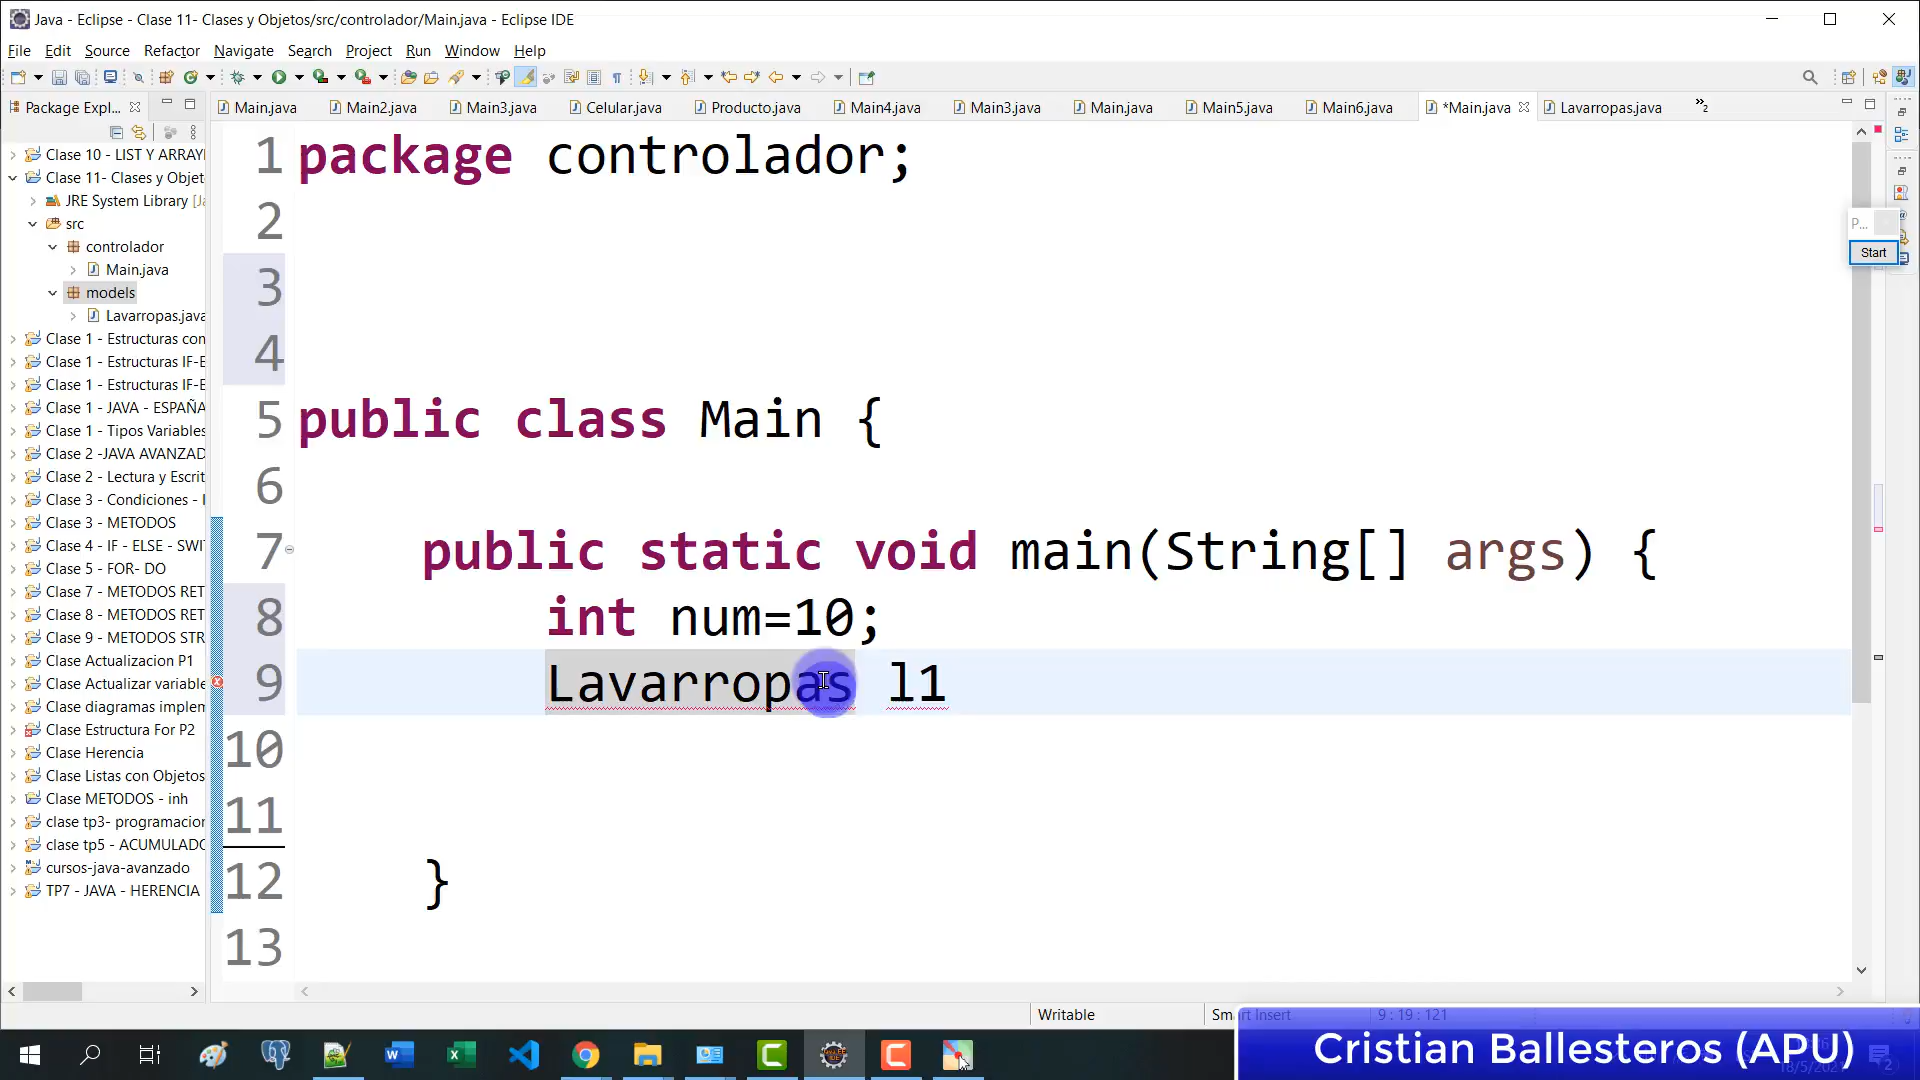 Java - Eclipse - Clase 11- Clases y Objetos/src/controlador/Main.java - Eclipse IDE
File Edit Source Refactor Navigate Search Project Run Window Help
Package Expl...
Main.java Main2.java Main3.java Celular.java Producto.java Main4.java Main3.java Main.java Main5.java Main6.java *Main.java Lavarropas.java »2
Clase 10 - LIST Y ARRAYI
Clase 11- Clases y Objet
JRE System Library [Ja
src
controlador
Main.java
models
Lavarropas.java
Clase 1 - Estructuras con
Clase 1 - Estructuras IF-E
Clase 1 - Estructuras IF-E
Clase 1 - JAVA - ESPAÑA
Clase 1 - Tipos Variables
Clase 2 -JAVA AVANZAD
Clase 2 - Lectura y Escrit
Clase 3 - Condiciones - I
Clase 3 - METODOS
Clase 4 - IF - ELSE - SWI
Clase 5 - FOR- DO
Clase 7 - METODOS RET
Clase 8 - METODOS RET
Clase 9 - METODOS STR
Clase Actualizacion P1
Clase Actualizar variable
Clase diagramas implem
Clase Estructura For P2
Clase Herencia
Clase Listas con Objetos
Clase METODOS - inh
clase tp3- programacion
clase tp5 - ACUMULADO
cursos-java-avanzado
TP7 - JAVA - HERENCIA
1 package controlador;
2
3
4
5 public class Main {
6
7 public static void main(String[] args) {
8 int num=10;
9 Lavarropas l1
10
11
12 }
13
P...
Start
Writable Smart Insert 9 : 19 : 121
Cristian Ballesteros (APU)